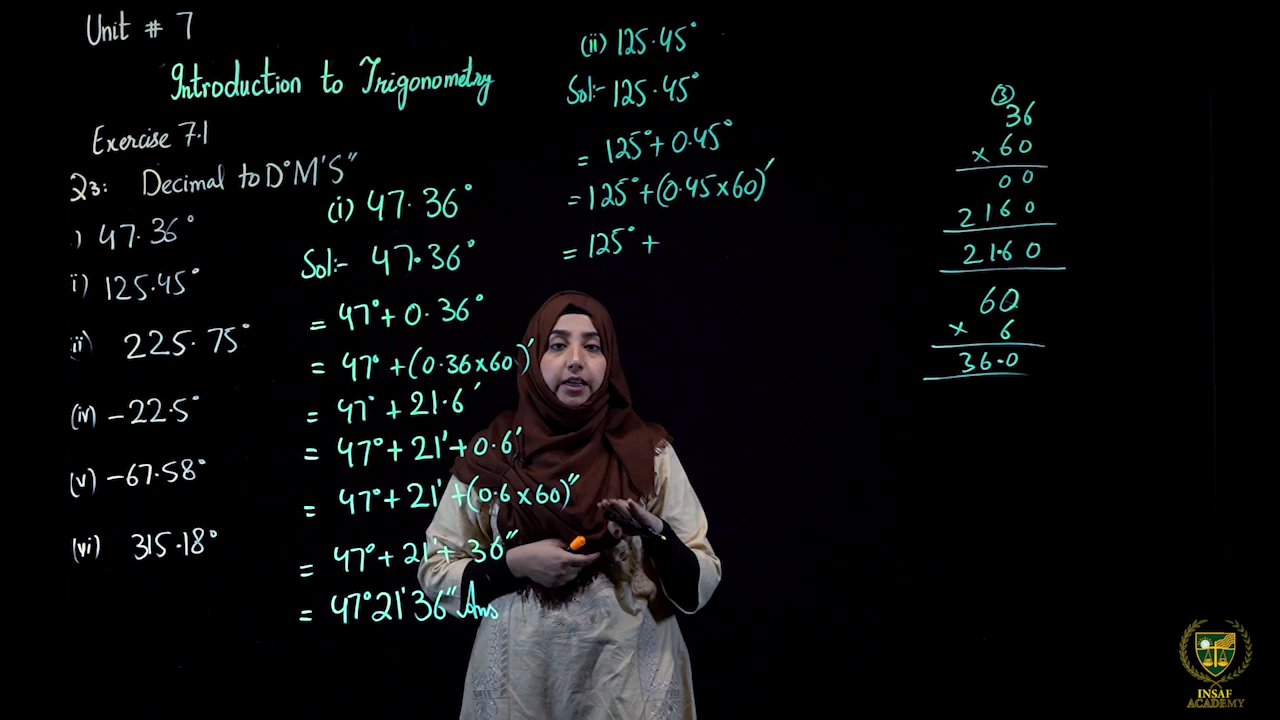 Unit # 7
Introduction to Trigonometry
Exercise 7.1
Q3: Decimal to D°M'S"
) 47.36°
i) 125.45°
ii) 225.75°
(iv) -22.5°
(v) -67.58°
(vi) 315.18°
(i) 47.36°
Sol:- 47.36°
= 47° + 0.36°
= 47° + (0.36×60)'
= 47° + 21.6'
= 47° + 21' + 0.6'
= 47° + 21' + (0.6×60)"
= 47° + 21' + 36"
= 47°21'36" Ans
(ii) 125.45°
Sol:- 125.45°
= 125° + 0.45°
= 125° + (0.45×60)'
= 125° +
③
36
× 60
00
2160
21.60
60
× 6
36.0
INSAF
ACADEMY